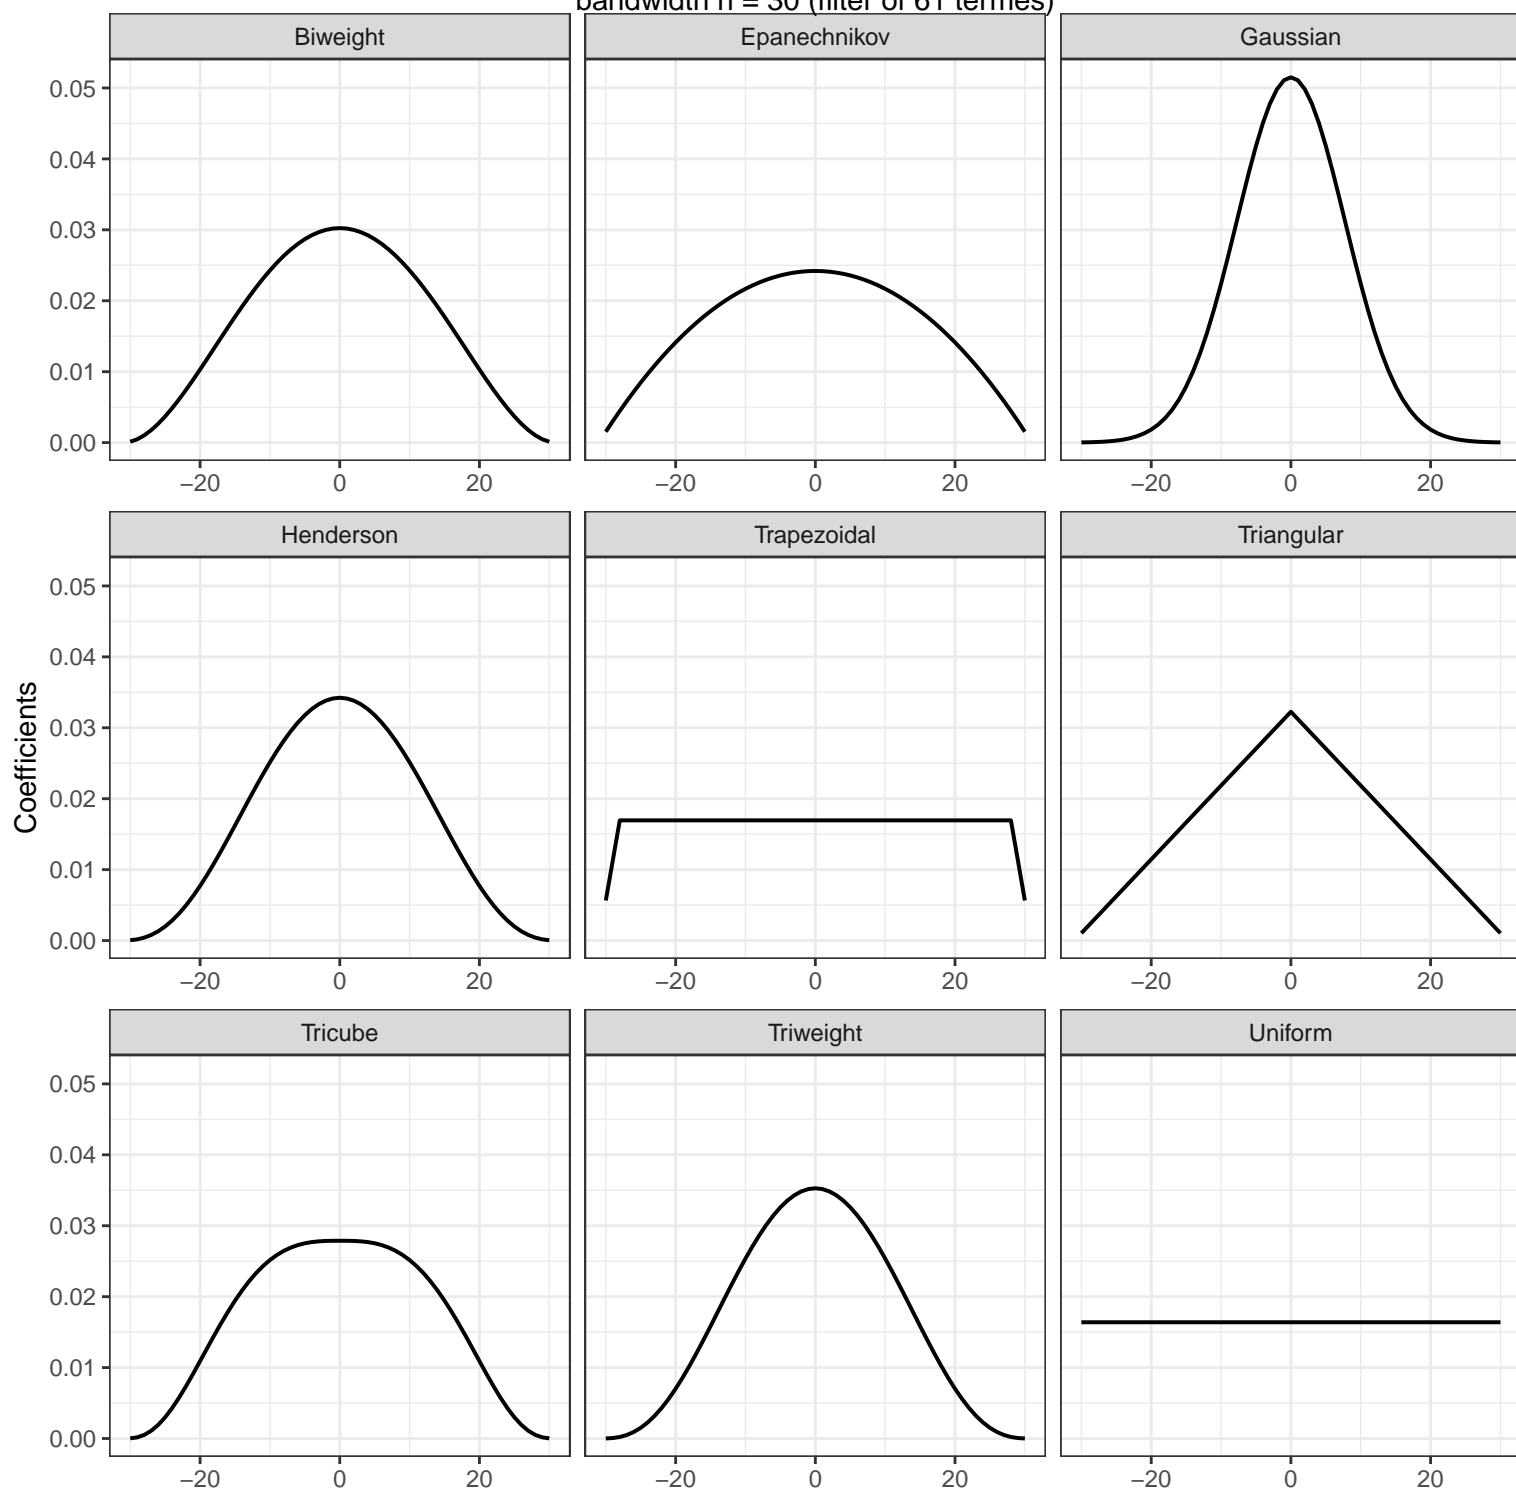 bandwidth h = 30 (filter of 61 termes)
Biweight Epanechnikov Gaussian
0.05
0.04
0.03
0.02
0.01
0.00
−20 0 20 −20 0 20 −20 0 20
Henderson Trapezoidal Triangular
0.05
0.04
0.03
0.02
0.01
0.00
Coefficients
−20 0 20 −20 0 20 −20 0 20
Tricube Triweight Uniform
0.05
0.04
0.03
0.02
0.01
0.00
−20 0 20 −20 0 20 −20 0 20